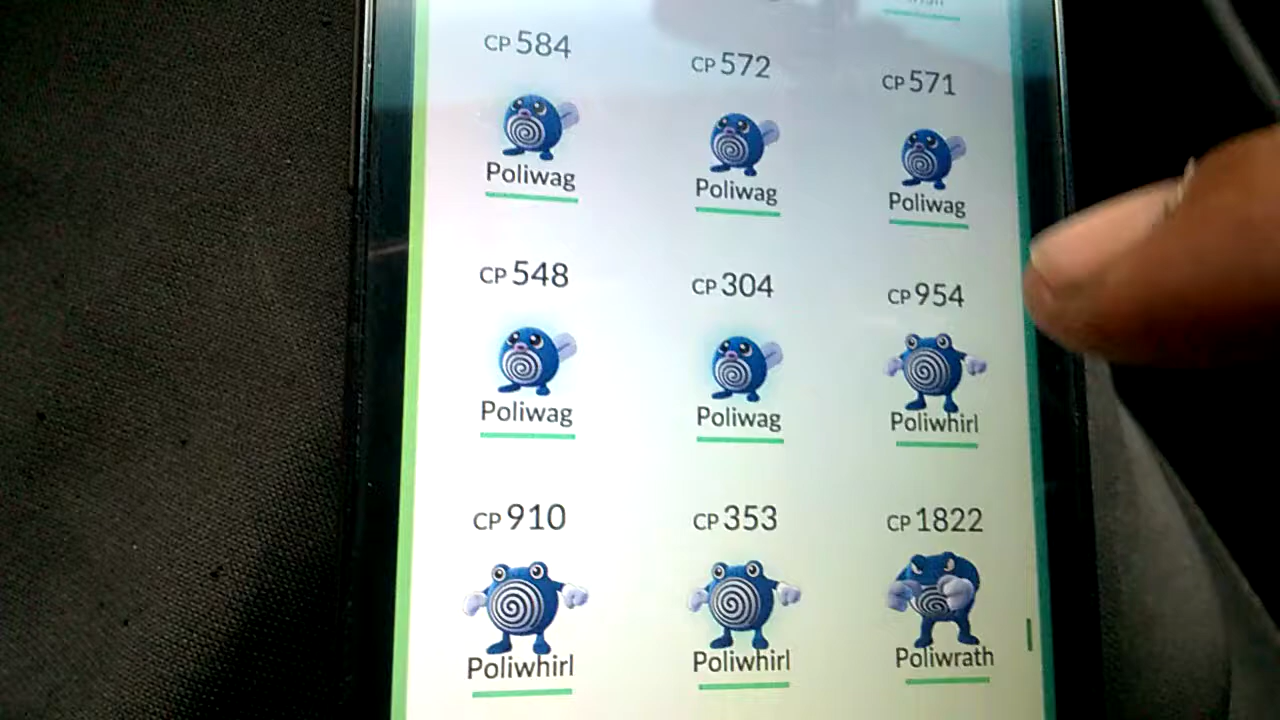 CP 584
CP 572
CP 571
Poliwag
Poliwag
Poliwag
CP 548
CP 304
CP 954
Poliwag
Poliwag
Poliwhirl
CP 910
CP 353
CP 1822
Poliwhirl
Poliwhirl
Poliwrath